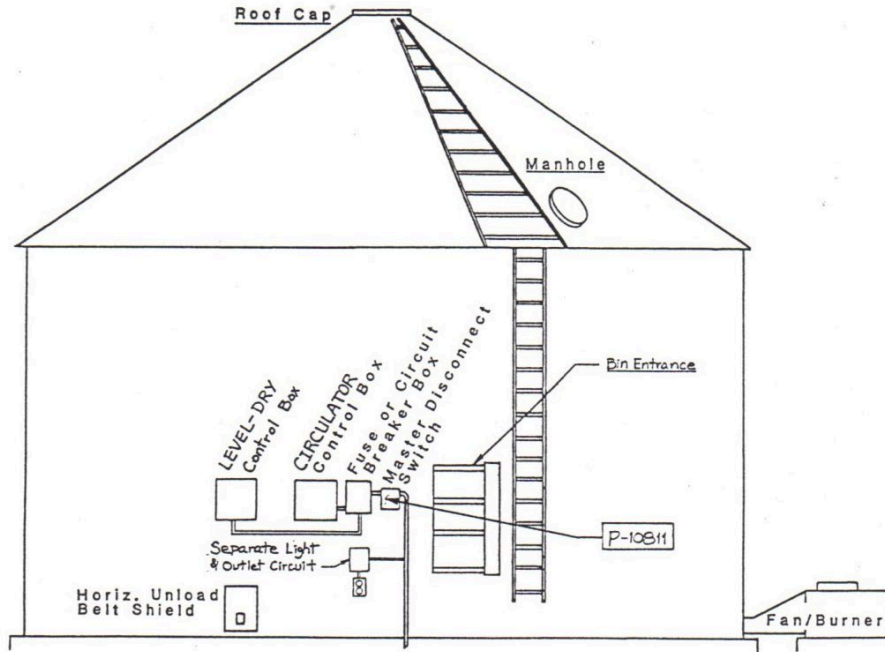 Roof Cap
Manhole
Bin Entrance
LEVEL-DRY
Control Box
CIRCULATOR
Control Box
Fuse or Circuit
Breaker Box
Master Disconnect
Switch
P-10811
Separate Light
& Outlet Circuit
Horiz. Unload
Belt Shield
Fan/Burner